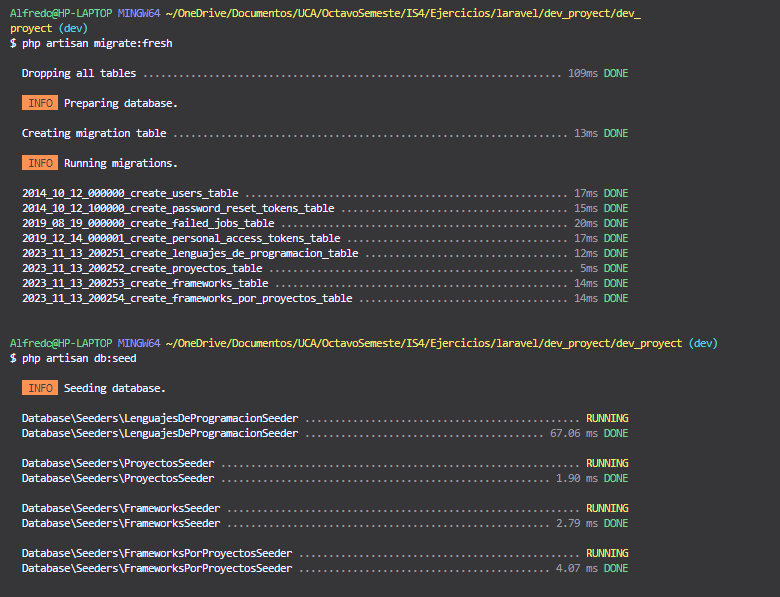 Alfredo@HP-LAPTOP MINGW64 ~/OneDrive/Documentos/UCA/OctavoSemeste/IS4/Ejercicios/laravel/dev_proyect/dev_
proyect (dev)
$ php artisan migrate:fresh
Dropping all tables ...................................................................... 109ms DONE
INFO Preparing database.
Creating migration table .................................................................. 13ms DONE
INFO Running migrations.
2014_10_12_000000_create_users_table ...................................................... 17ms DONE
2014_10_12_100000_create_password_reset_tokens_table ...................................... 15ms DONE
2019_08_19_000000_create_failed_jobs_table ................................................ 20ms DONE
2019_12_14_000001_create_personal_access_tokens_table ..................................... 17ms DONE
2023_11_13_200251_create_lenguajes_de_programacion_table .................................. 12ms DONE
2023_11_13_200252_create_proyectos_table ................................................... 5ms DONE
2023_11_13_200253_create_frameworks_table ................................................. 14ms DONE
2023_11_13_200254_create_frameworks_por_proyectos_table ................................... 14ms DONE
Alfredo@HP-LAPTOP MINGW64 ~/OneDrive/Documentos/UCA/OctavoSemeste/IS4/Ejercicios/laravel/dev_proyect/dev_proyect (dev)
$ php artisan db:seed
INFO Seeding database.
Database\Seeders\LenguajesDeProgramacionSeeder .............................................. RUNNING
Database\Seeders\LenguajesDeProgramacionSeeder ........................................ 67.06 ms DONE
Database\Seeders\ProyectosSeeder ............................................................ RUNNING
Database\Seeders\ProyectosSeeder ....................................................... 1.90 ms DONE
Database\Seeders\FrameworksSeeder ........................................................... RUNNING
Database\Seeders\FrameworksSeeder ...................................................... 2.79 ms DONE
Database\Seeders\FrameworksPorProyectosSeeder ............................................... RUNNING
Database\Seeders\FrameworksPorProyectosSeeder .......................................... 4.07 ms DONE